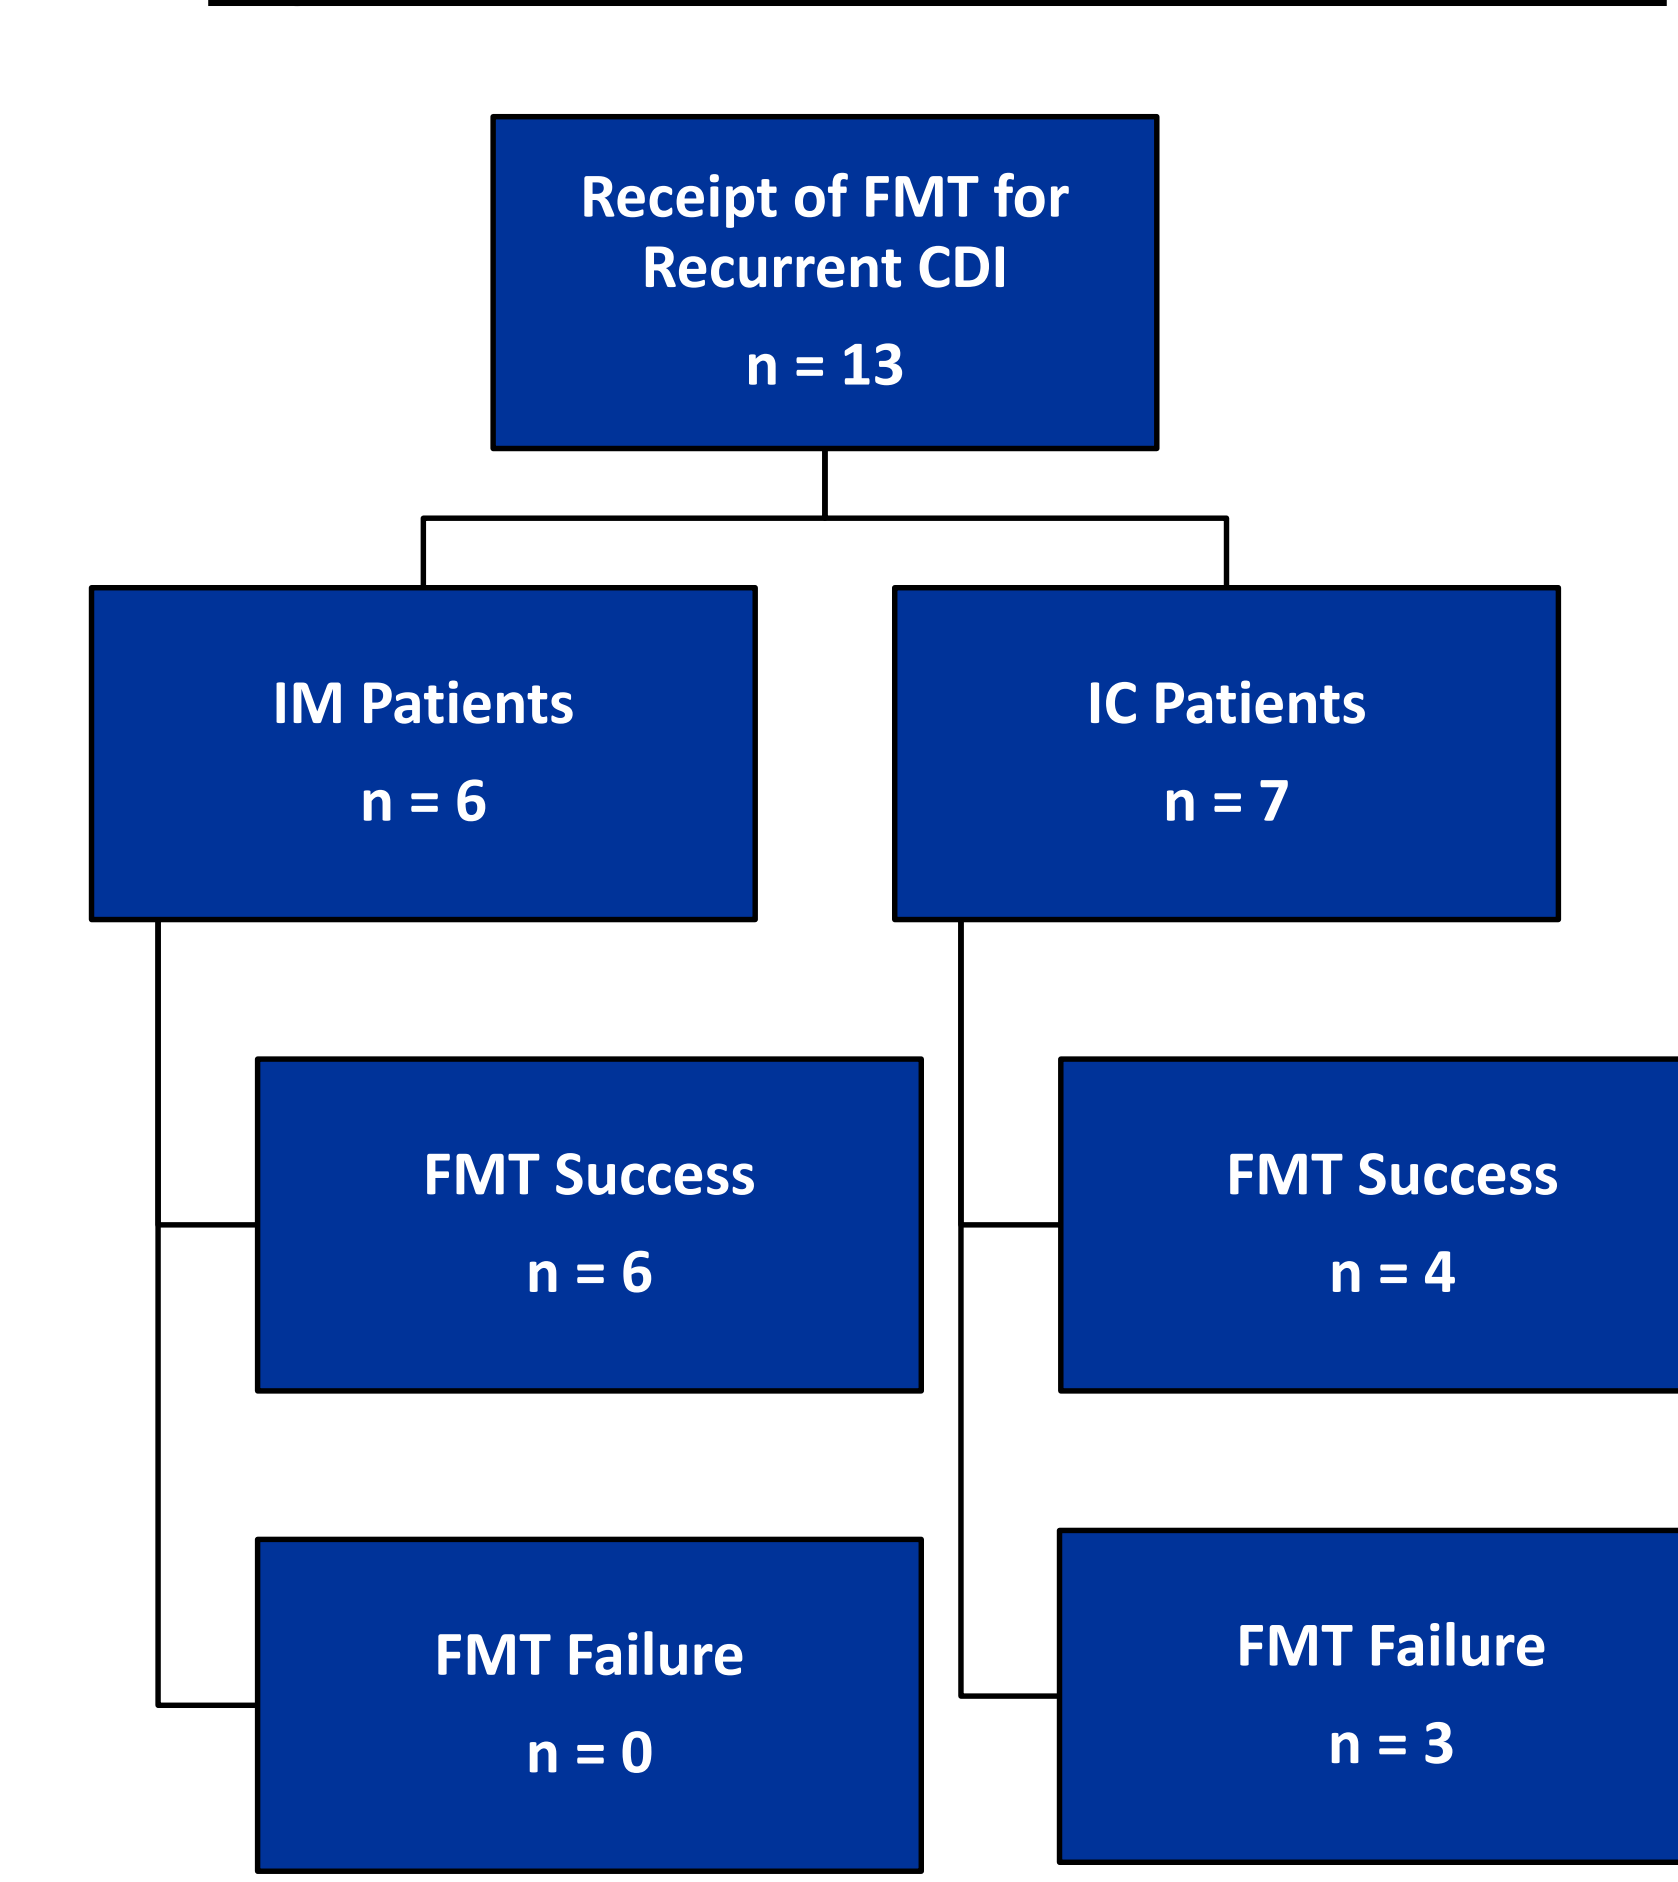 Receipt of FMT for
Recurrent CDI
n = 13
IM Patients
n = 6
IC Patients
n = 7
FMT Success
n = 6
FMT Success
n = 4
FMT Failure
n = 0
FMT Failure
n = 3